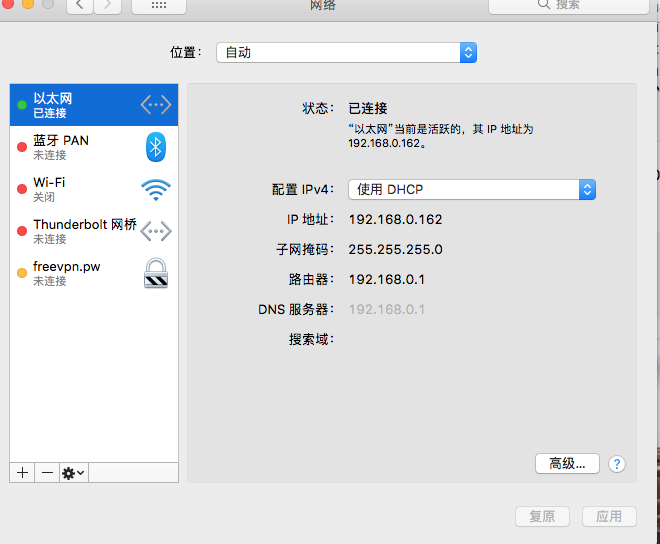 网络
搜索
位置： 自动
以太网
已连接
蓝牙 PAN
未连接
Wi-Fi
关闭
Thunderbolt 网桥
未连接
freevpn.pw
未连接
状态： 已连接
“以太网”当前是活跃的，其 IP 地址为
192.168.0.162。
配置 IPv4： 使用 DHCP
IP 地址： 192.168.0.162
子网掩码： 255.255.255.0
路由器： 192.168.0.1
DNS 服务器： 192.168.0.1
搜索域：
高级... ?
复原 应用